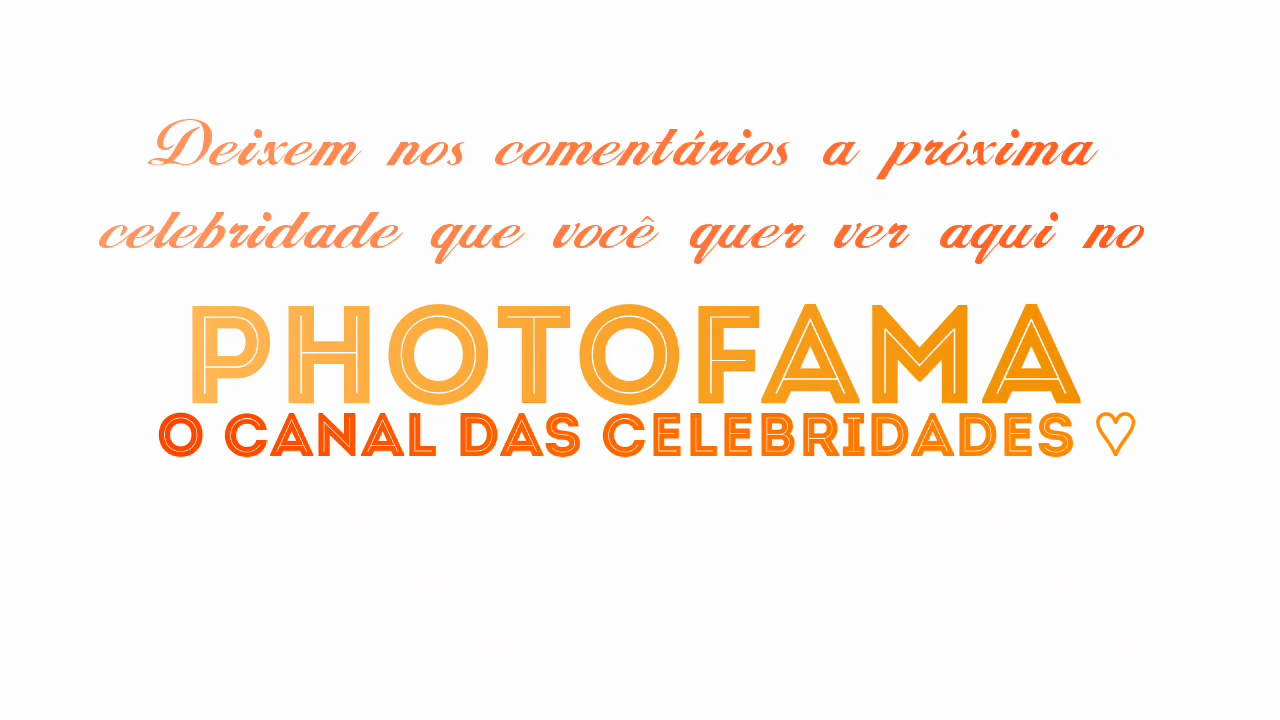 Deixem nos comentários a próxima
celebridade que você quer ver aqui no
PHOTOFAMA
O CANAL DAS CELEBRIDADES ♡